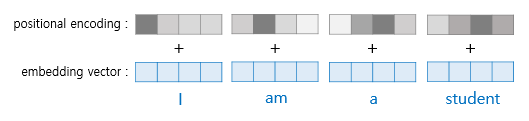 positional encoding :
+ + + +
embedding vector :
I am a student